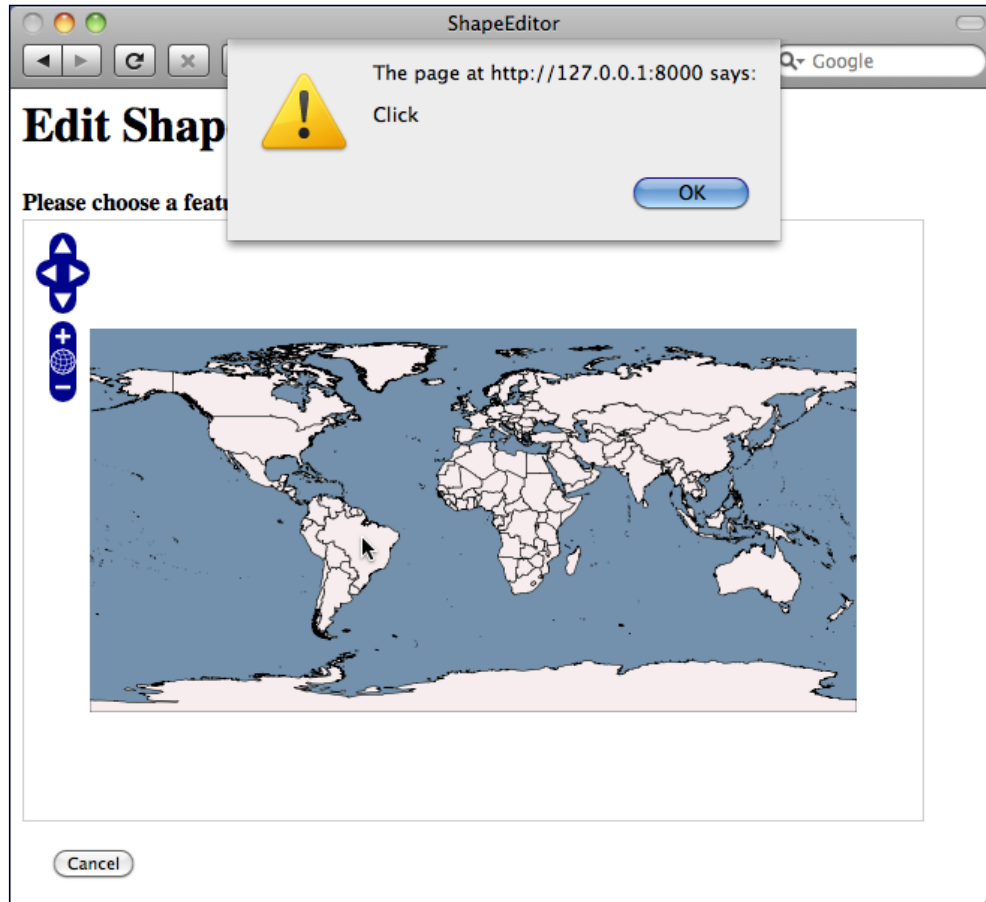 ShapeEditor
Google
The page at http://127.0.0.1:8000 says:
Click
OK
Edit Shap
Please choose a featu
Cancel